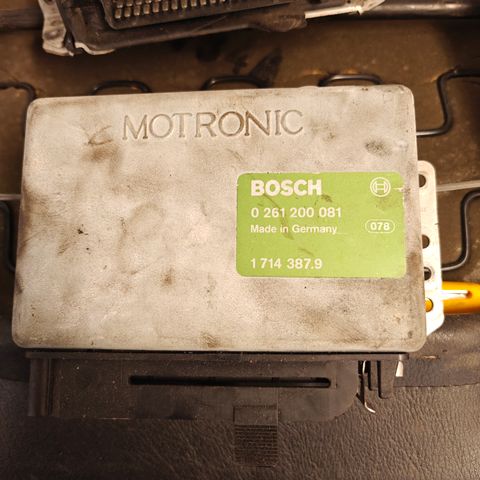 MOTRONIC
BOSCH
0 261 200 081
Made in Germany
078
1 714 387.9